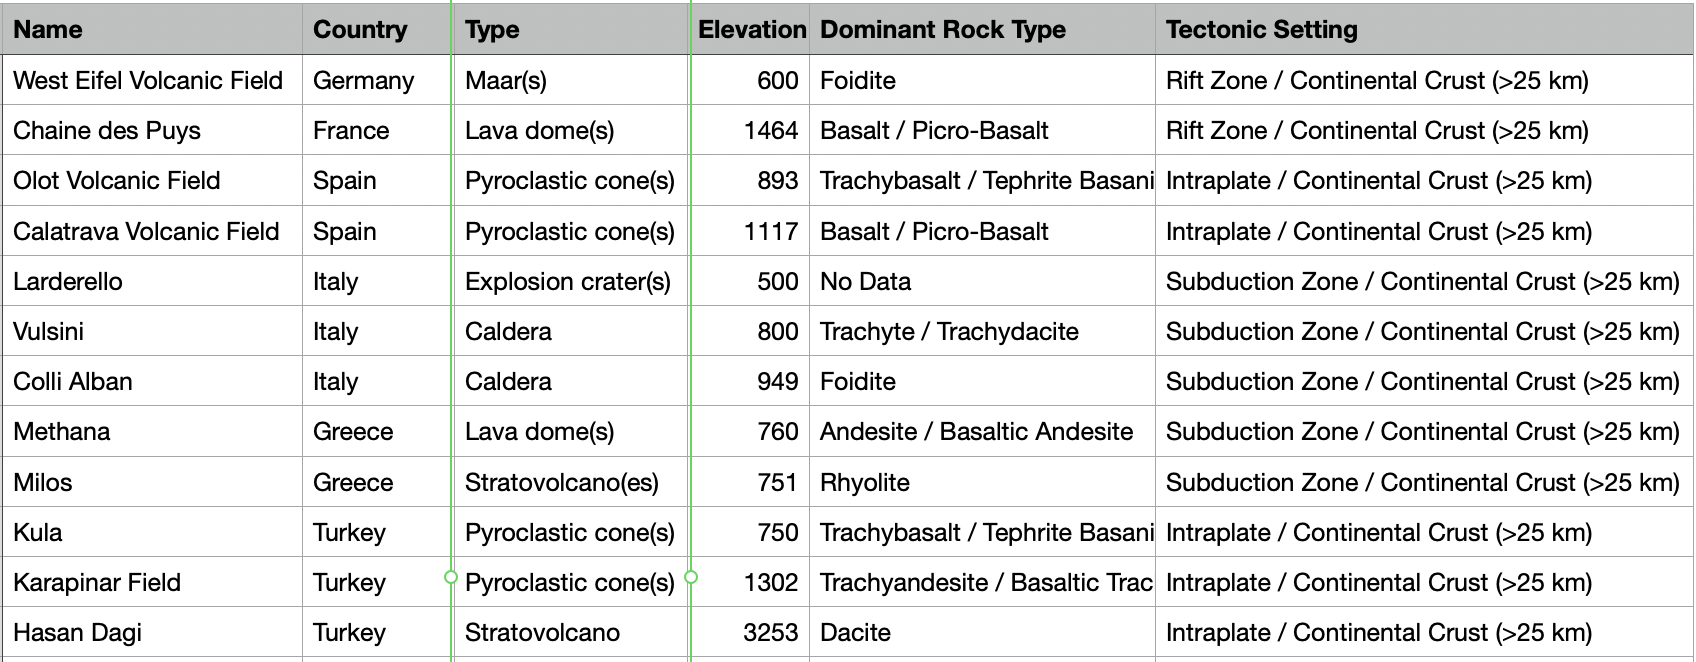 Name Country Type Elevation Dominant Rock Type Tectonic Setting
West Eifel Volcanic Field Germany Maar(s) 600 Foidite Rift Zone / Continental Crust (>25 km)
Chaine des Puys France Lava dome(s) 1464 Basalt / Picro-Basalt Rift Zone / Continental Crust (>25 km)
Olot Volcanic Field Spain Pyroclastic cone(s) 893 Trachybasalt / Tephrite Basani Intraplate / Continental Crust (>25 km)
Calatrava Volcanic Field Spain Pyroclastic cone(s) 1117 Basalt / Picro-Basalt Intraplate / Continental Crust (>25 km)
Larderello Italy Explosion crater(s) 500 No Data Subduction Zone / Continental Crust (>25 km)
Vulsini Italy Caldera 800 Trachyte / Trachydacite Subduction Zone / Continental Crust (>25 km)
Colli Alban Italy Caldera 949 Foidite Subduction Zone / Continental Crust (>25 km)
Methana Greece Lava dome(s) 760 Andesite / Basaltic Andesite Subduction Zone / Continental Crust (>25 km)
Milos Greece Stratovolcano(es) 751 Rhyolite Subduction Zone / Continental Crust (>25 km)
Kula Turkey Pyroclastic cone(s) 750 Trachybasalt / Tephrite Basani Intraplate / Continental Crust (>25 km)
Karapinar Field Turkey Pyroclastic cone(s) 1302 Trachyandesite / Basaltic Trac Intraplate / Continental Crust (>25 km)
Hasan Dagi Turkey Stratovolcano 3253 Dacite Intraplate / Continental Crust (>25 km)